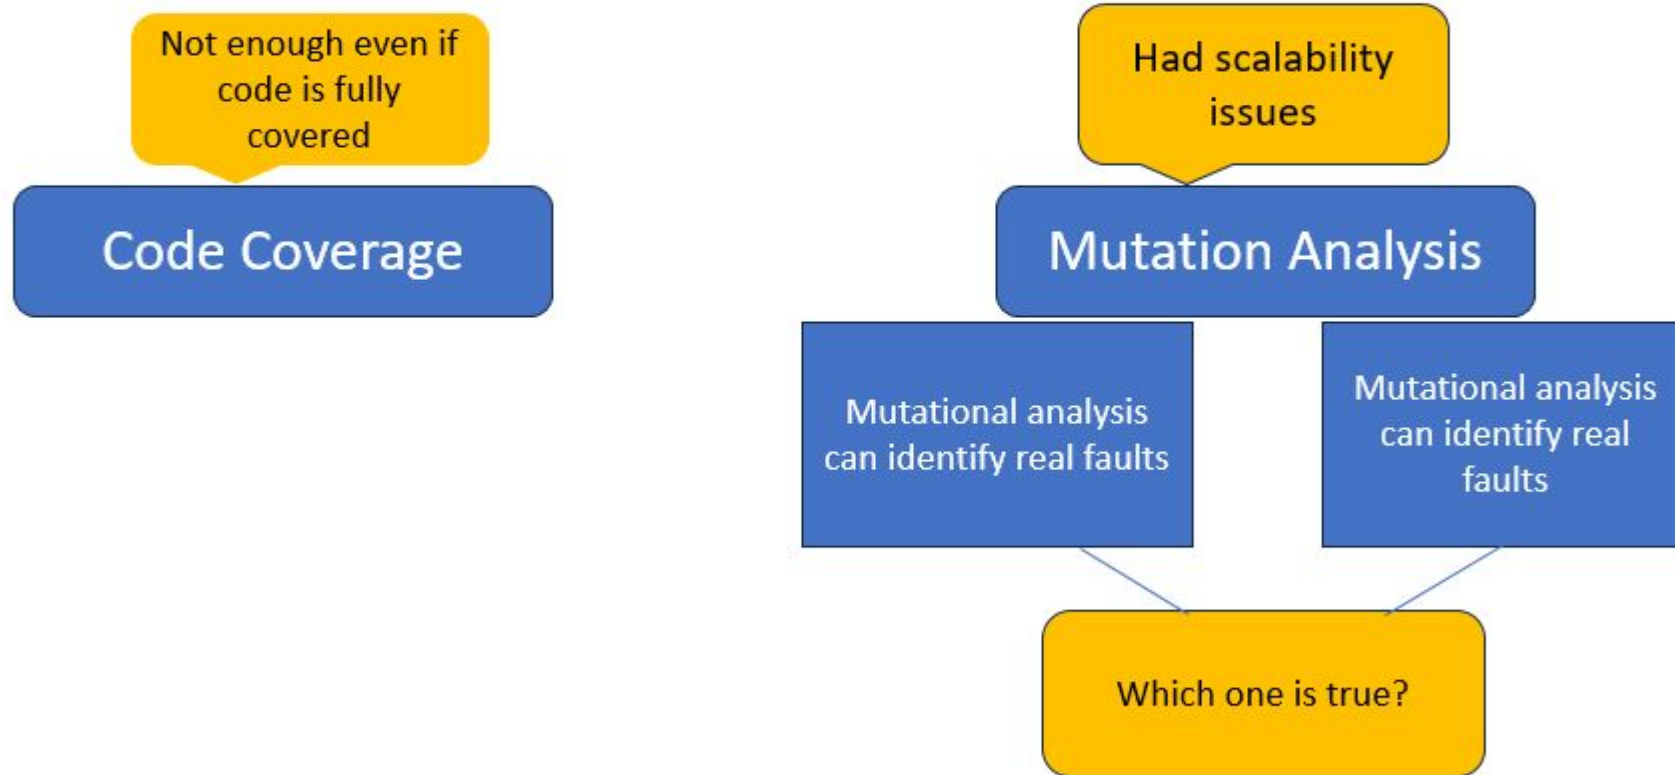 Not enough even if
code is fully
covered
Code Coverage
Had scalability
issues
Mutation Analysis
Mutational analysis
can identify real faults
Mutational analysis
can identify real
faults
Which one is true?